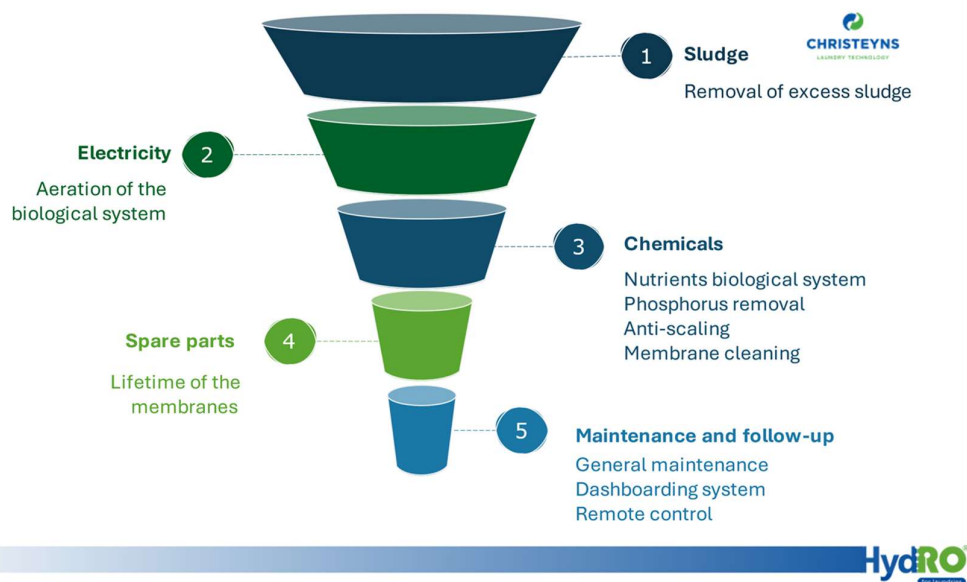 CHRISTEYNS
LAUNDRY TECHNOLOGY
1
Sludge
Removal of excess sludge
Electricity
2
Aeration of the
biological system
3
Chemicals
Nutrients biological system
Phosphorus removal
Anti-scaling
Membrane cleaning
Spare parts
4
Lifetime of the
membranes
5
Maintenance and follow-up
General maintenance
Dashboarding system
Remote control
HydRO®